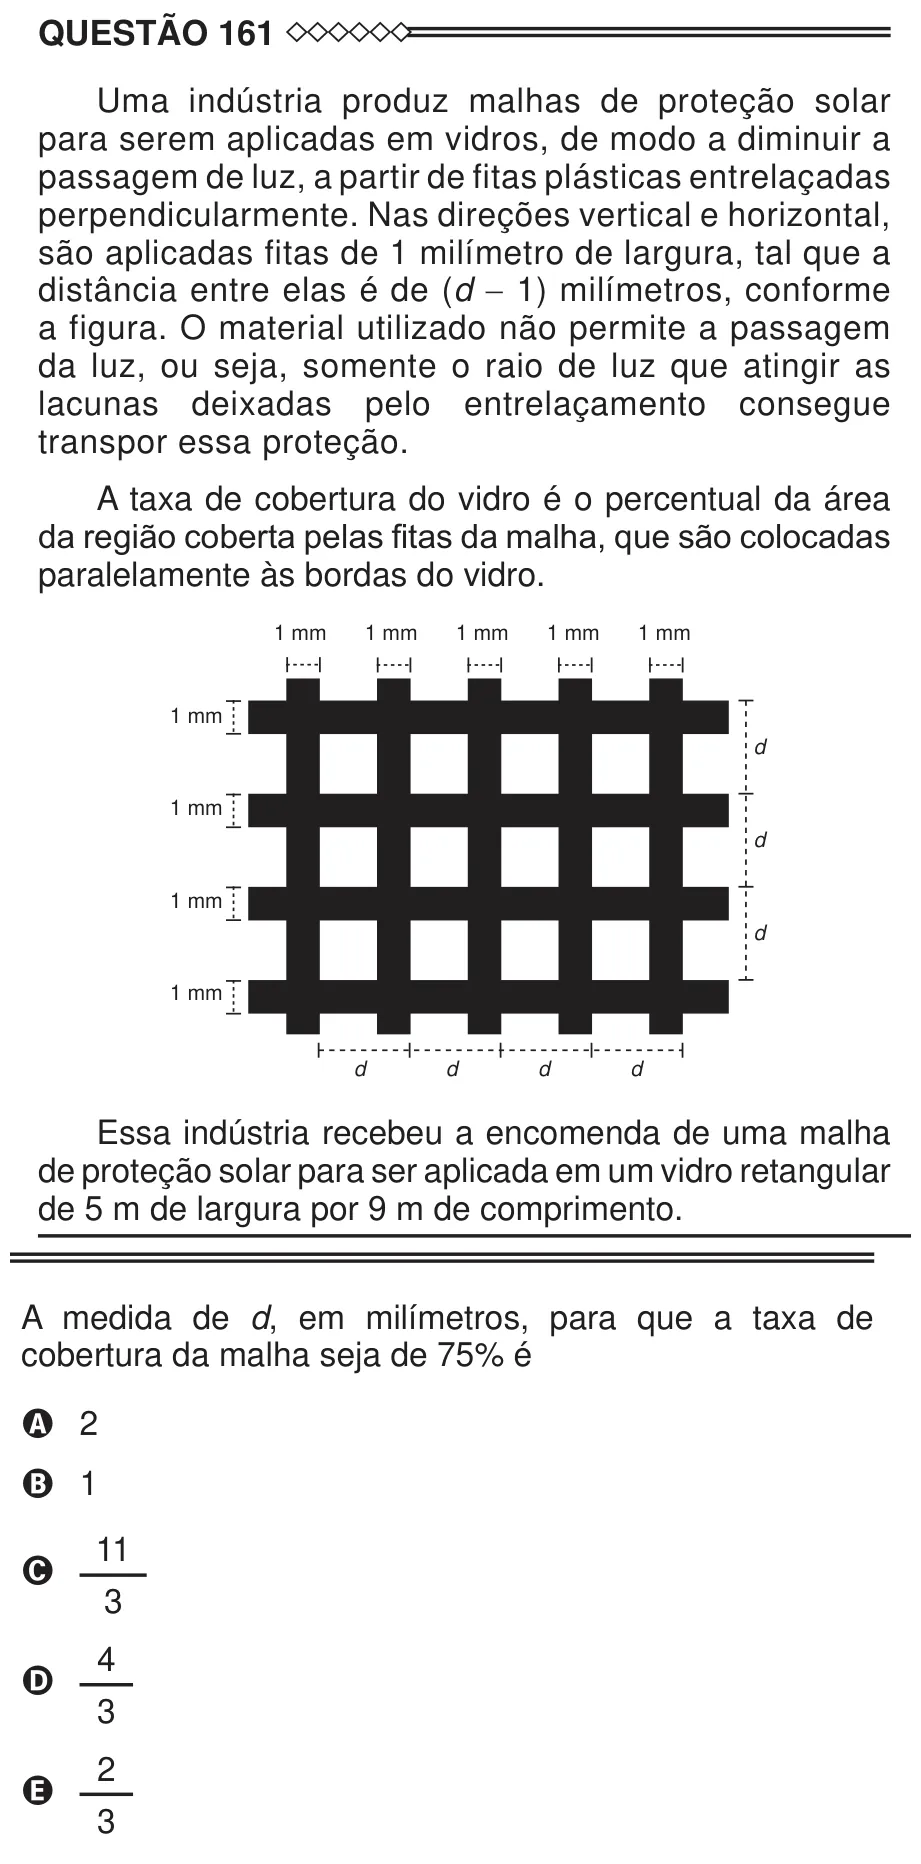 QUESTÃO 161
Uma indústria produz malhas de proteção solar
para serem aplicadas em vidros, de modo a diminuir a
passagem de luz, a partir de fitas plásticas entrelaçadas
perpendicularmente. Nas direções vertical e horizontal,
são aplicadas fitas de 1 milímetro de largura, tal que a
distância entre elas é de (d – 1) milímetros, conforme
a figura. O material utilizado não permite a passagem
da luz, ou seja, somente o raio de luz que atingir as
lacunas deixadas pelo entrelaçamento consegue
transpor essa proteção.
A taxa de cobertura do vidro é o percentual da área
da região coberta pelas fitas da malha, que são colocadas
paralelamente às bordas do vidro.
1 mm 1 mm 1 mm 1 mm 1 mm
1 mm
d
1 mm
d
1 mm
d
1 mm
d d d d
Essa indústria recebeu a encomenda de uma malha
de proteção solar para ser aplicada em um vidro retangular
de 5 m de largura por 9 m de comprimento.
A medida de d, em milímetros, para que a taxa de
cobertura da malha seja de 75% é
A 2
B 1
C 11/3
D 4/3
E 2/3